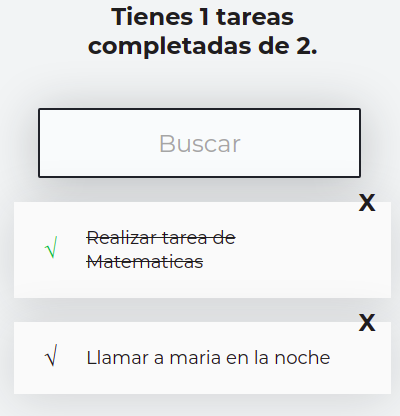 Tienes 1 tareas
completadas de 2.
Buscar
X
√ Realizar tarea de
Matematicas
X
√ Llamar a maria en la noche